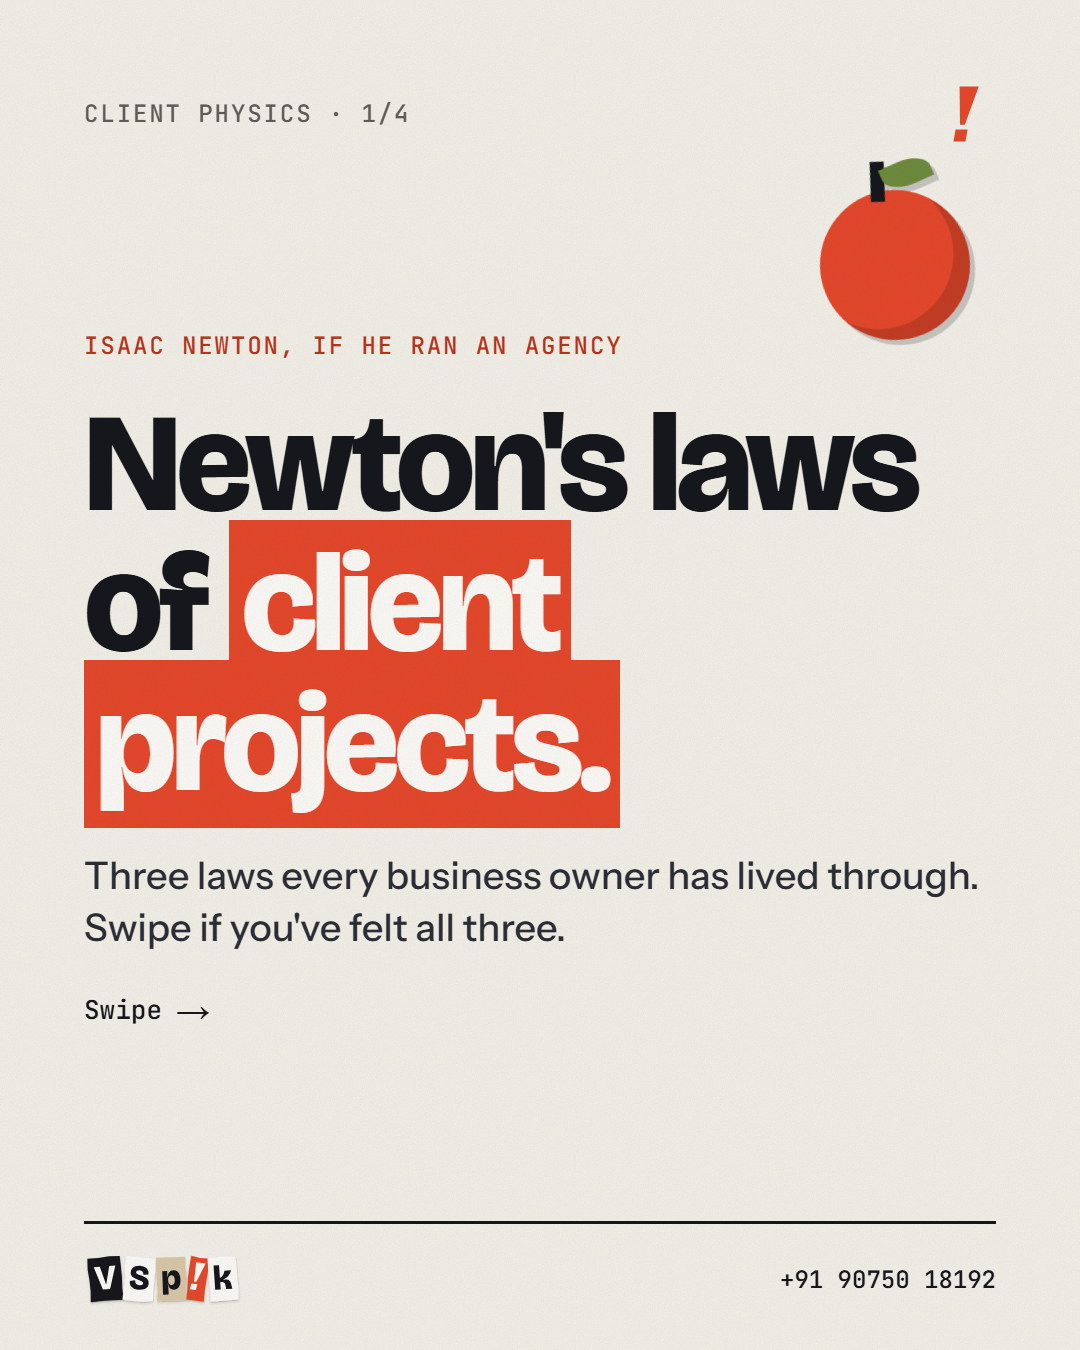 CLIENT PHYSICS · 1/4
!
ISAAC NEWTON, IF HE RAN AN AGENCY
Newton's laws
of client
projects.
Three laws every business owner has lived through.
Swipe if you've felt all three.
Swipe →
VSp!k
+91 90750 18192